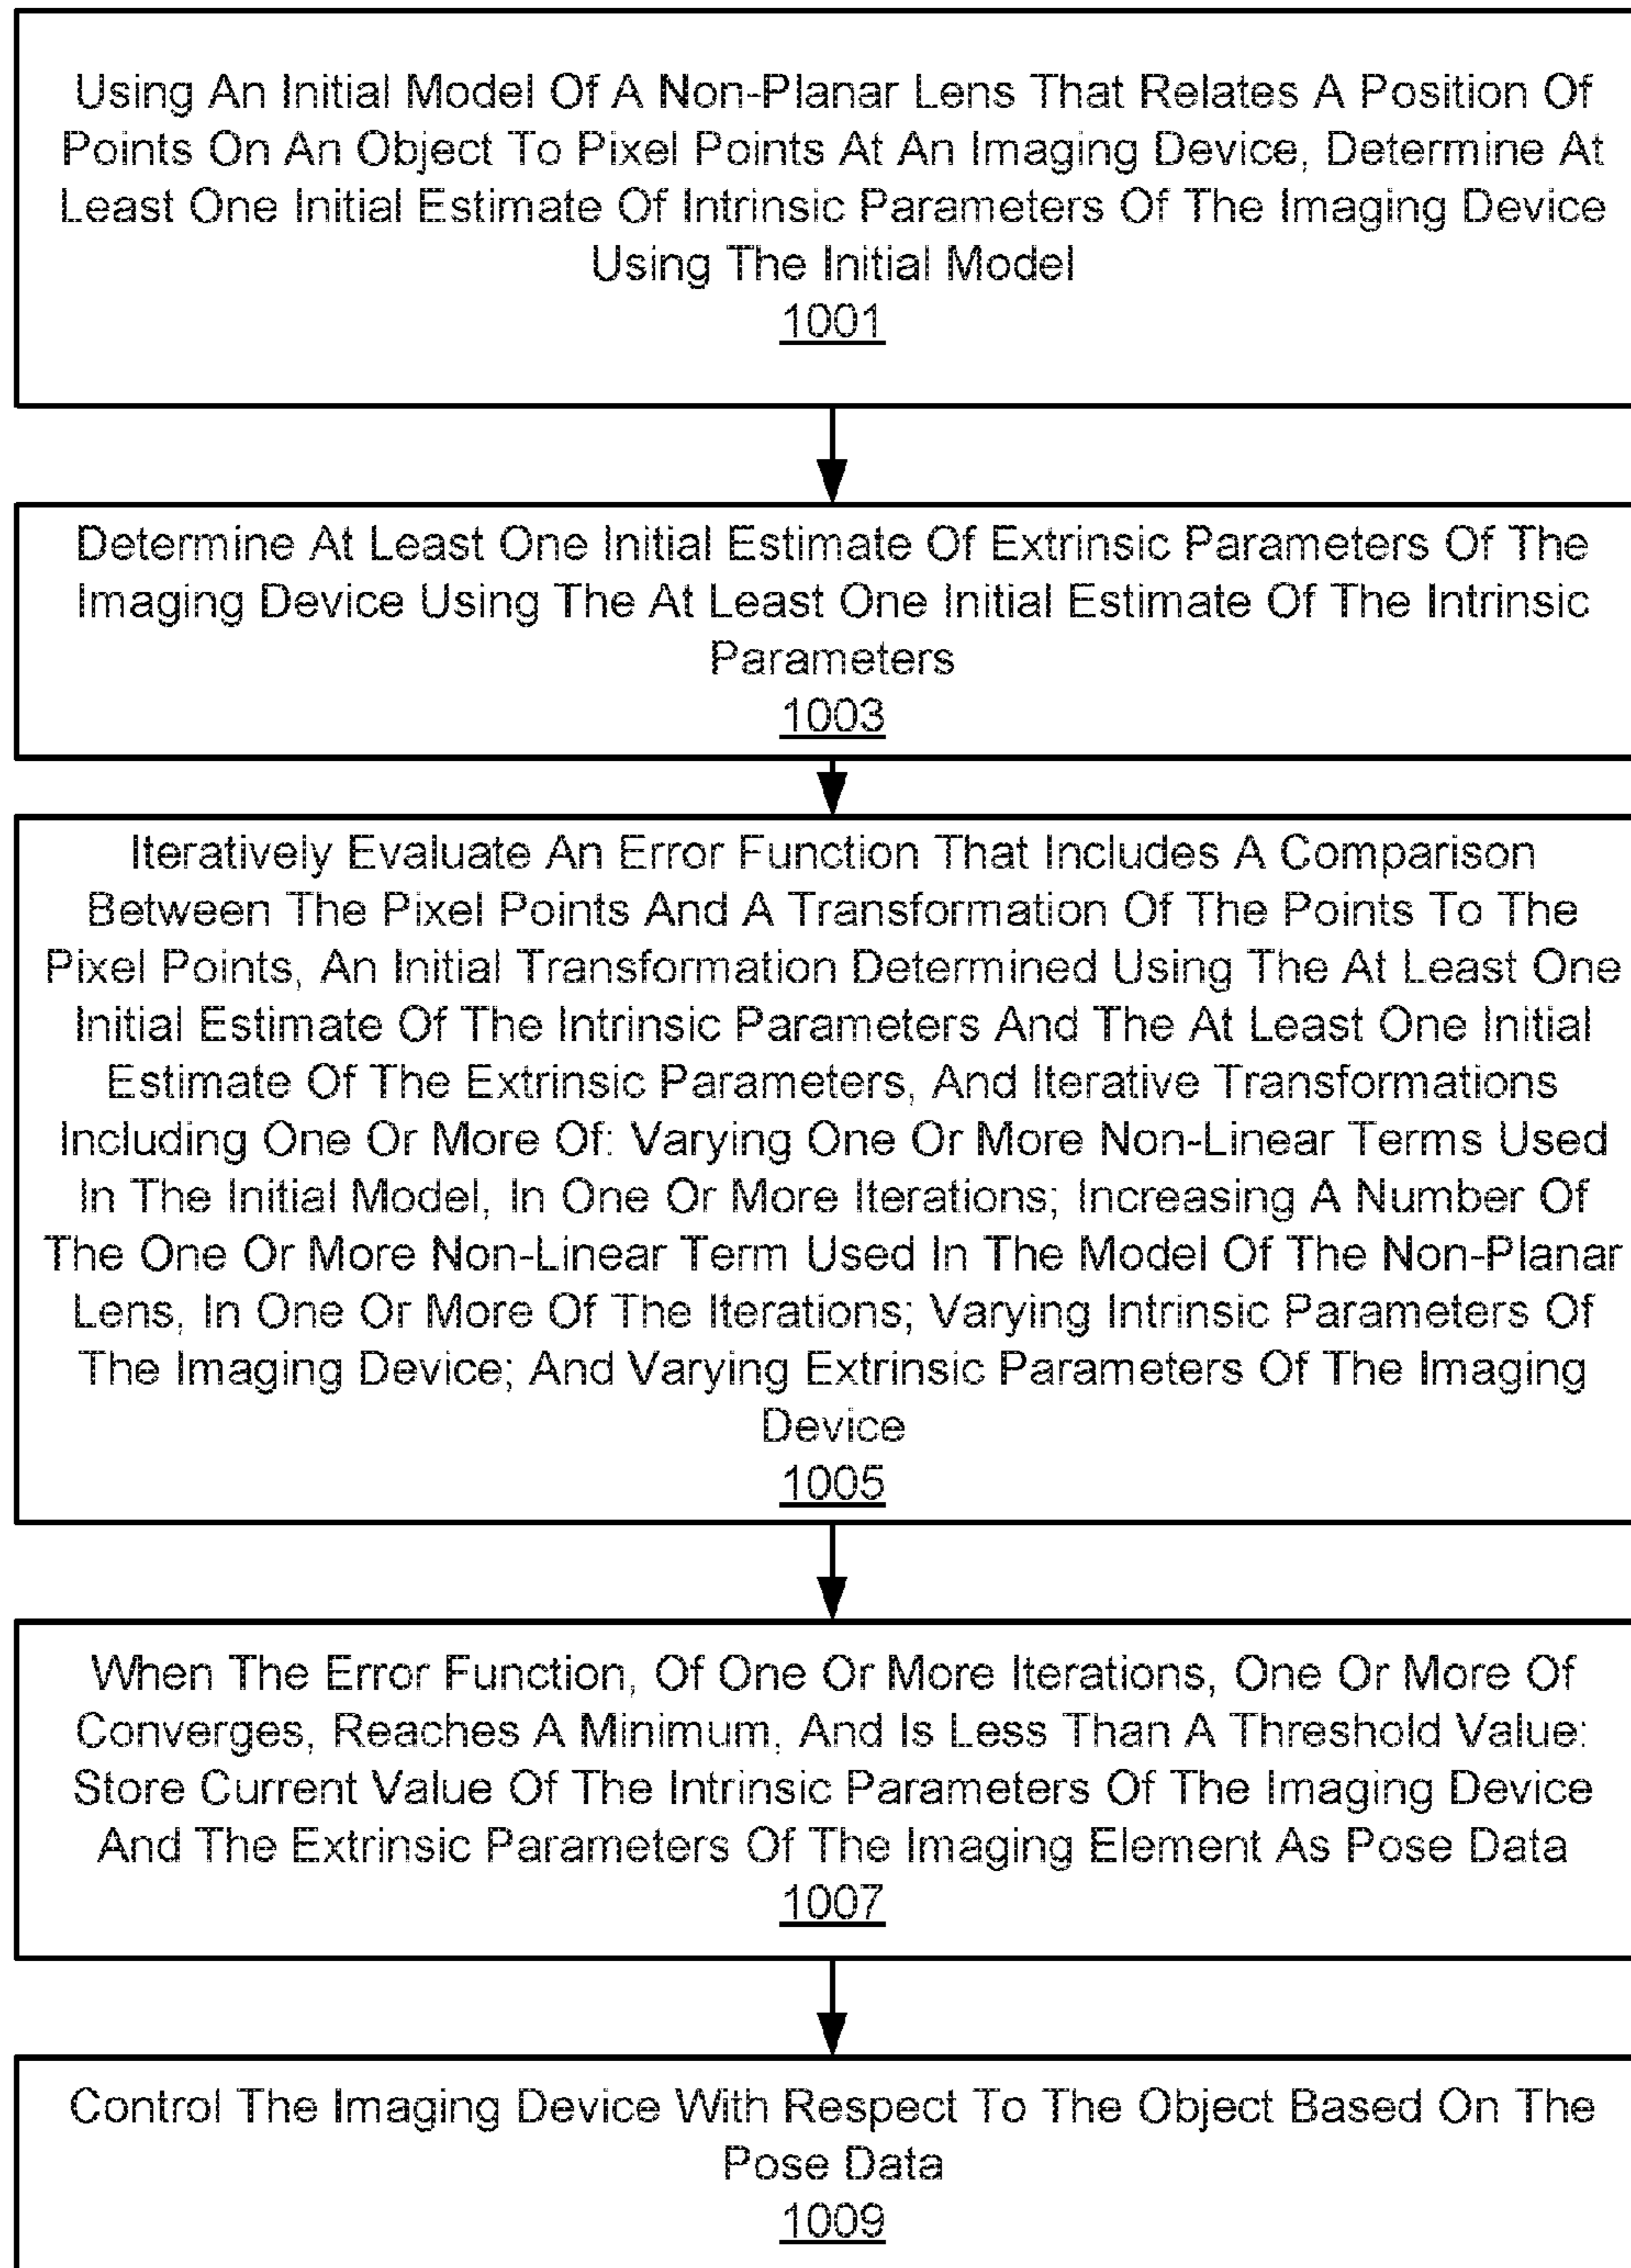 Using An Initial Model Of A Non-Planar Lens That Relates A Position Of
Points On An Object To Pixel Points At An Imaging Device, Determine At
Least One Initial Estimate Of Intrinsic Parameters Of The Imaging Device
Using The Initial Model
1001
Determine At Least One Initial Estimate Of Extrinsic Parameters Of The
Imaging Device Using The At Least One Initial Estimate Of The Intrinsic
Parameters
1003
Iteratively Evaluate An Error Function That Includes A Comparison
Between The Pixel Points And A Transformation Of The Points To The
Pixel Points, An Initial Transformation Determined Using The At Least One
Initial Estimate Of The Intrinsic Parameters And The At Least One Initial
Estimate Of The Extrinsic Parameters, And Iterative Transformations
Including One Or More Of: Varying One Or More Non-Linear Terms Used
In The Initial Model, In One Or More Iterations; Increasing A Number Of
The One Or More Non-Linear Term Used In The Model Of The Non-Planar
Lens, In One Or More Of The Iterations; Varying Intrinsic Parameters Of
The Imaging Device; And Varying Extrinsic Parameters Of The Imaging
Device
1005
When The Error Function, Of One Or More Iterations, One Or More Of
Converges, Reaches A Minimum, And Is Less Than A Threshold Value:
Store Current Value Of The Intrinsic Parameters Of The Imaging Device
And The Extrinsic Parameters Of The Imaging Element As Pose Data
1007
Control The Imaging Device With Respect To The Object Based On The
Pose Data
1009